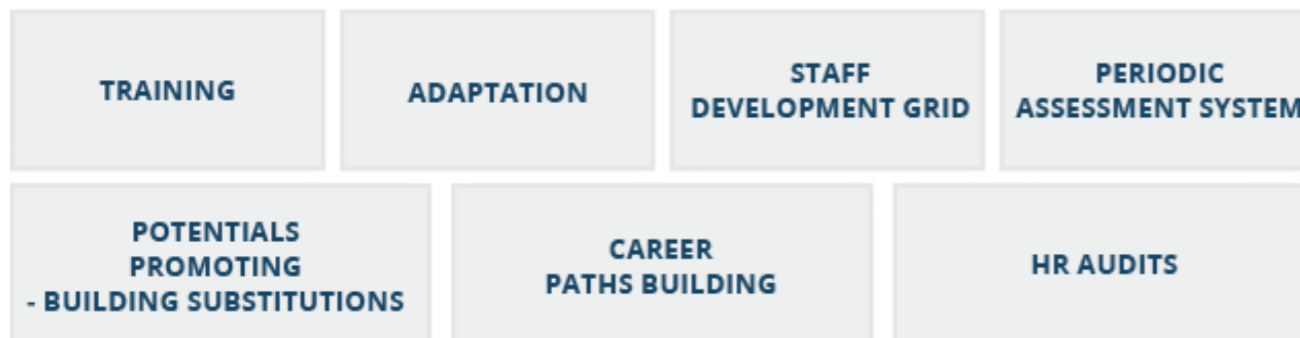 TRAINING
ADAPTATION
STAFF
DEVELOPMENT GRID
PERIODIC
ASSESSMENT SYSTEM
POTENTIALS
PROMOTING
- BUILDING SUBSTITUTIONS
CAREER
PATHS BUILDING
HR AUDITS